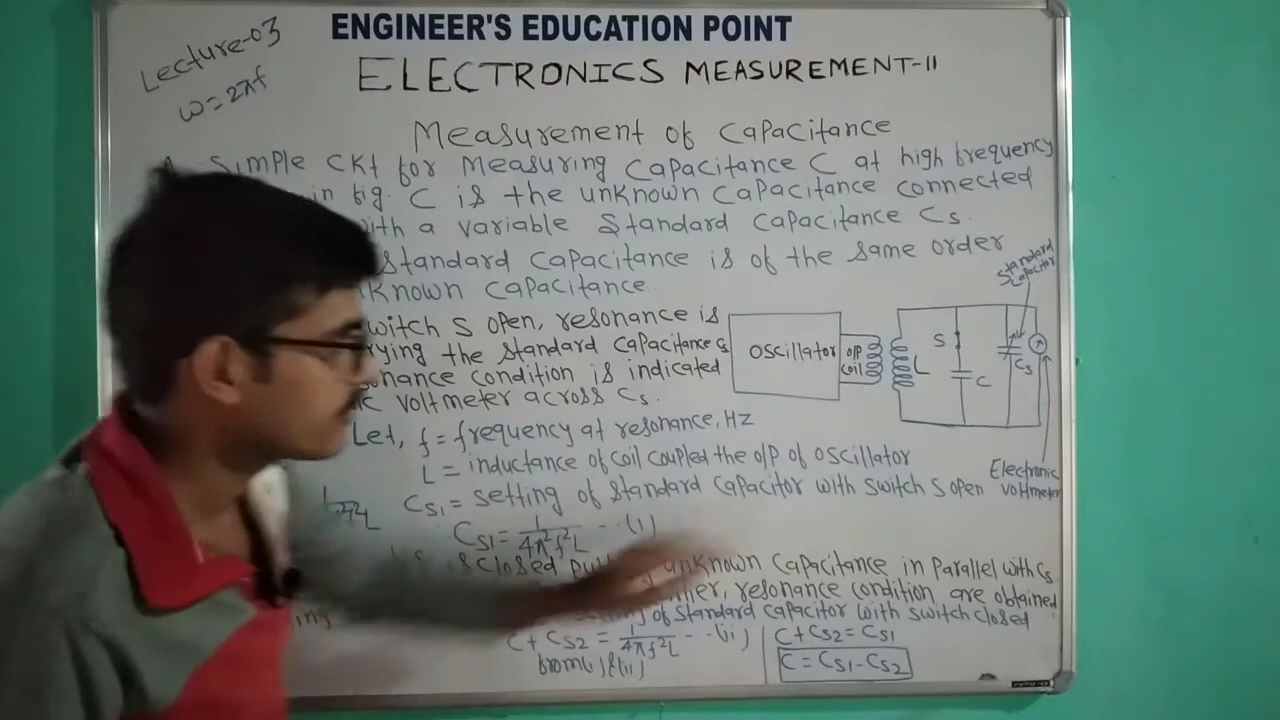 Lecture-03
ω=2πf
ENGINEER'S EDUCATION POINT
ELECTRONICS MEASUREMENT-II
Measurement of Capacitance
Simple CKt for Measuring Capacitance C at high frequency
in fig. C is the unknown Capacitance connected
with a variable Standard Capacitance Cs.
Standard Capacitance is of the same order
Capacitance
Switch S open, resonance is
the Standard Capacitance Cs
condition is indicated
voltmeter across Cs.
Standard Capacitor
Oscillator
O/P Coil
L
S
C
Cs
Electronic Voltmeter
Let, f = frequency at resonance, Hz
L = inductance of coil coupled the o/p of oscillator
Cs1 = setting of Standard Capacitor with switch S open
Cs1 = 1/4π²f²L - - (i)
closed unknown Capacitance in Parallel with Cs
resonance condition are obtained
of Standard Capacitor with switch closed
C + Cs2 = 1/4π²f²L - - (ii)
from (i) & (ii)
C + Cs2 = Cs1
C = Cs1 - Cs2